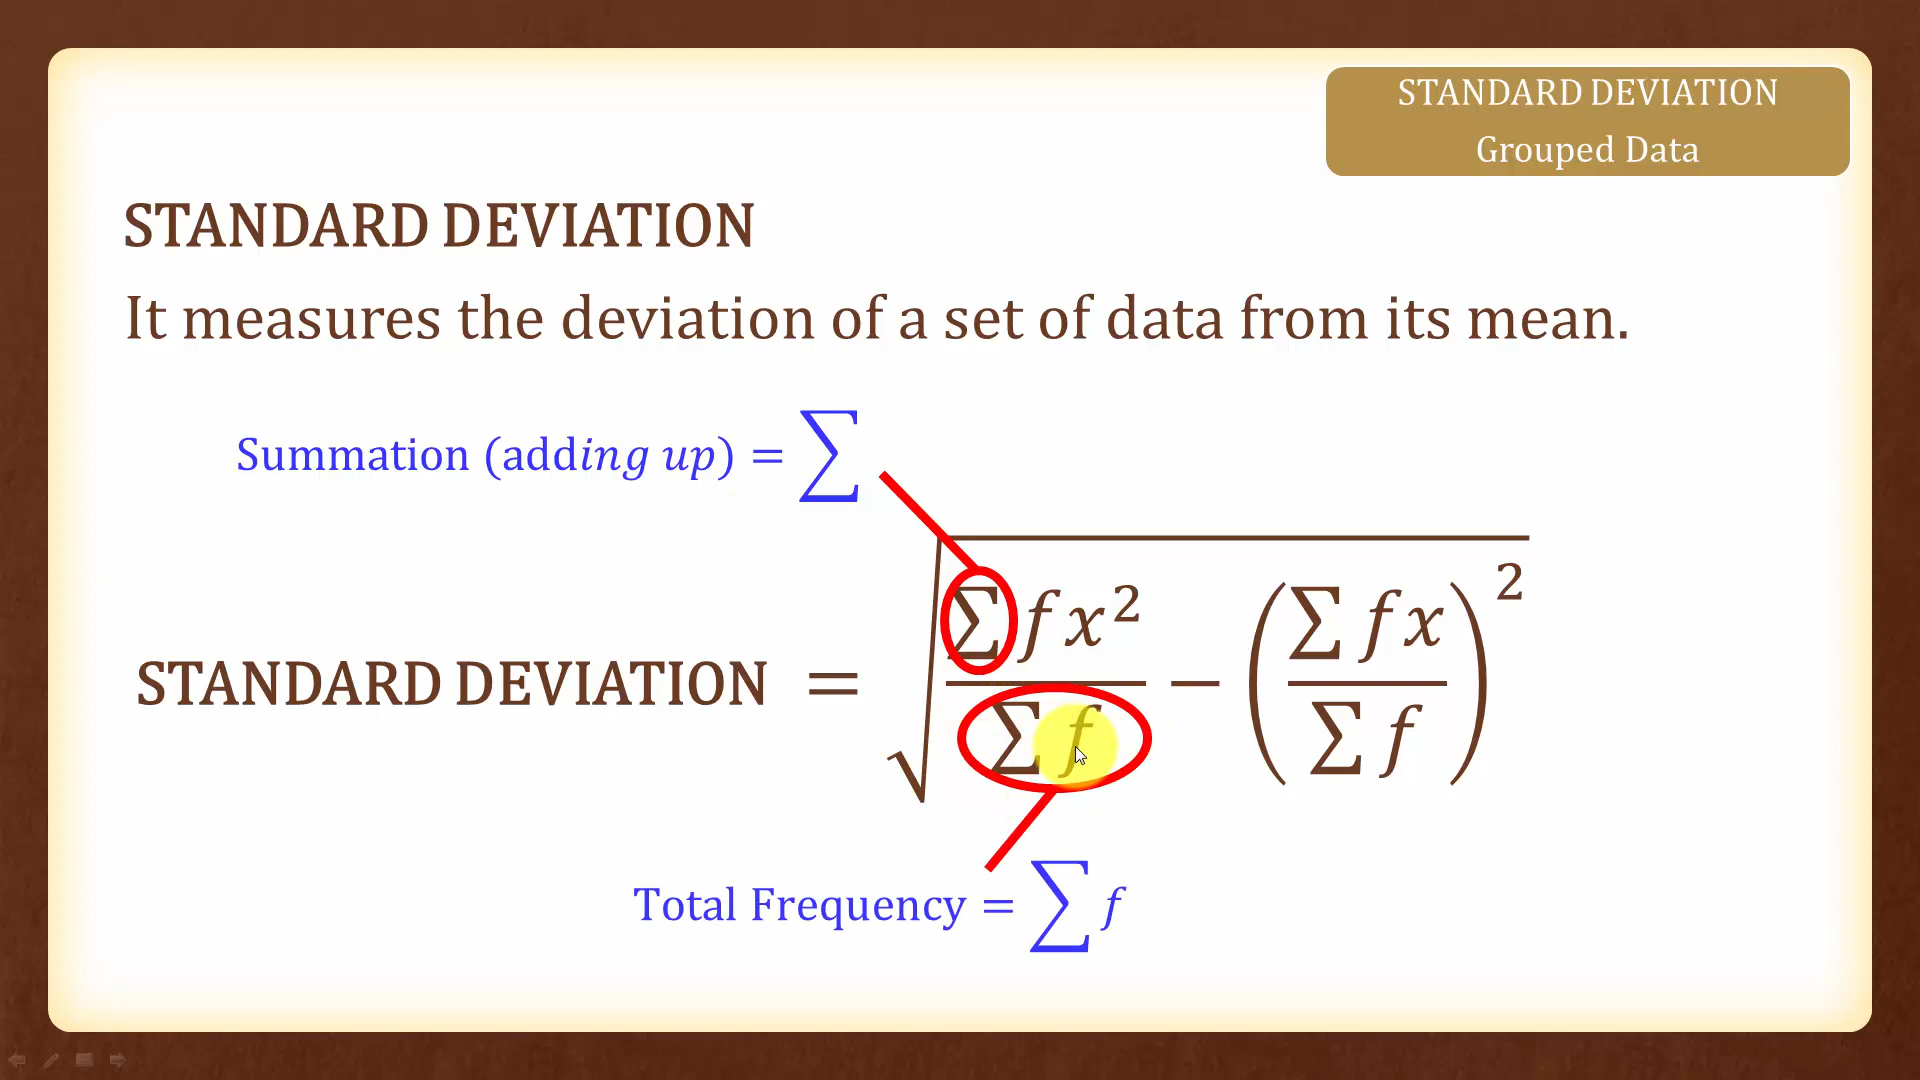 STANDARD DEVIATION
Grouped Data
STANDARD DEVIATION
It measures the deviation of a set of data from its mean.
Summation (adding up) = ∑
STANDARD DEVIATION = √(∑ fx² / ∑ f − (∑ fx / ∑ f)²)
Total Frequency = ∑ f